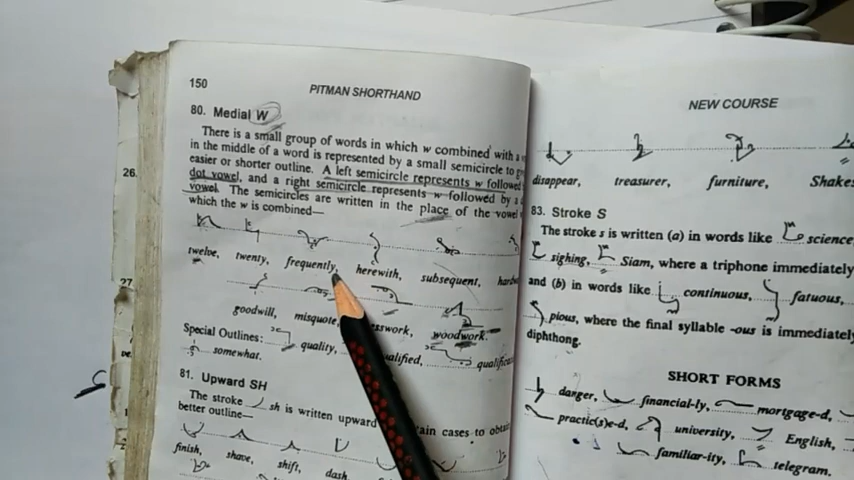 150
PITMAN SHORTHAND
80. Medial W
There is a small group of words in which w combined with a
in the middle of a word is represented by a small semicircle to
easier or shorter outline. A left semicircle represents w followed
dot vowel, and a right semicircle represents w followed by a
vowel. The semicircles are written in the place of the vowel
which the w is combined—
twelve, twenty, frequently, herewith, subsequent,
goodwill, misquote, woodwork.
Special Outlines: quality, qualified,
somewhat.
81. Upward SH
The stroke sh is written upward cases to
better outline—
finish, shave, shift, dash
26.
27.
NEW COURSE
disappear, treasurer, furniture,
83. Stroke S
The stroke s is written (a) in words like science,
sighing, Siam, where a triphone immediately
and (b) in words like continuous, fatuous,
pious, where the final syllable -ous is immediately
diphthong.
SHORT FORMS
danger, financial-ly, mortgage-d,
practic(s)e-d, university, English,
familiar-ity, telegram.